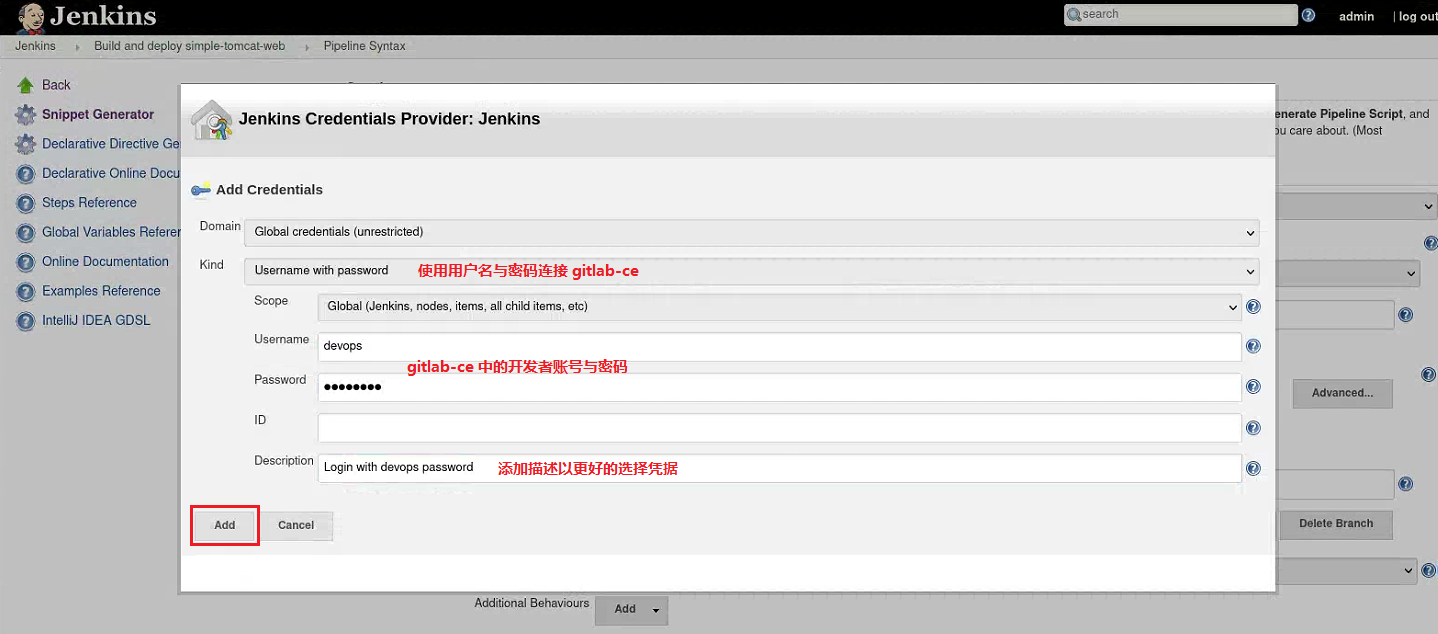 Jenkins
search
admin
| log out
Jenkins
Build and deploy simple-tomcat-web
Pipeline Syntax
Back
Snippet Generator
Declarative Directive Ge
Declarative Online Docu
Steps Reference
Global Variables Referen
Online Documentation
Examples Reference
IntelliJ IDEA GDSL
enerate Pipeline Script, and
ou care about. (Most
Jenkins Credentials Provider: Jenkins
Add Credentials
Domain
Global credentials (unrestricted)
Kind
Username with password
使用用户名与密码连接 gitlab-ce
Scope
Global (Jenkins, nodes, items, all child items, etc)
Username
devops
gitlab-ce 中的开发者账号与密码
Password
●●●●●●●●
ID
Description
Login with devops password
添加描述以更好的选择凭据
Add
Cancel
Advanced...
Delete Branch
Additional Behaviours
Add